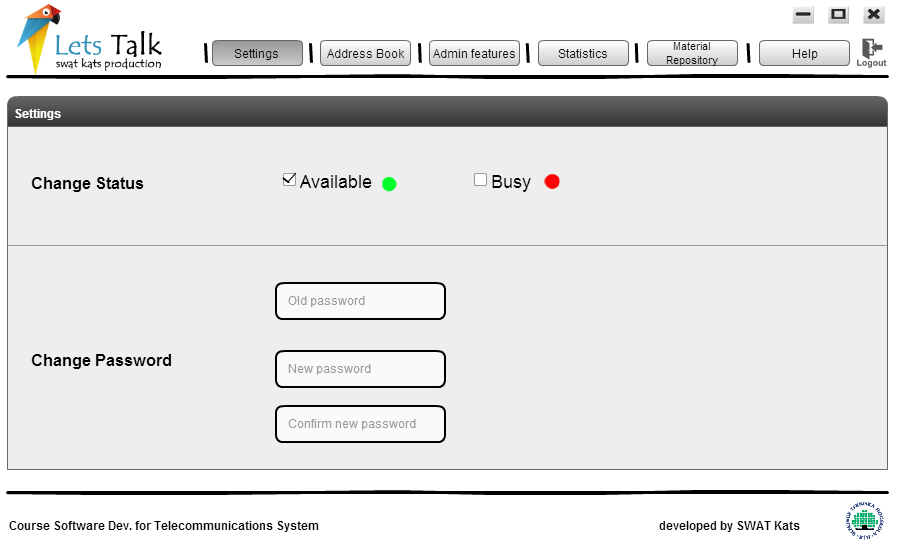 Lets Talk
swat kats production
Settings
Address Book
Admin features
Statistics
Material
Repository
Help
Logout
Settings
Change Status
Available
Busy
Old password
Change Password
New password
Confirm new password
Course Software Dev. for Telecommunications System
developed by SWAT Kats